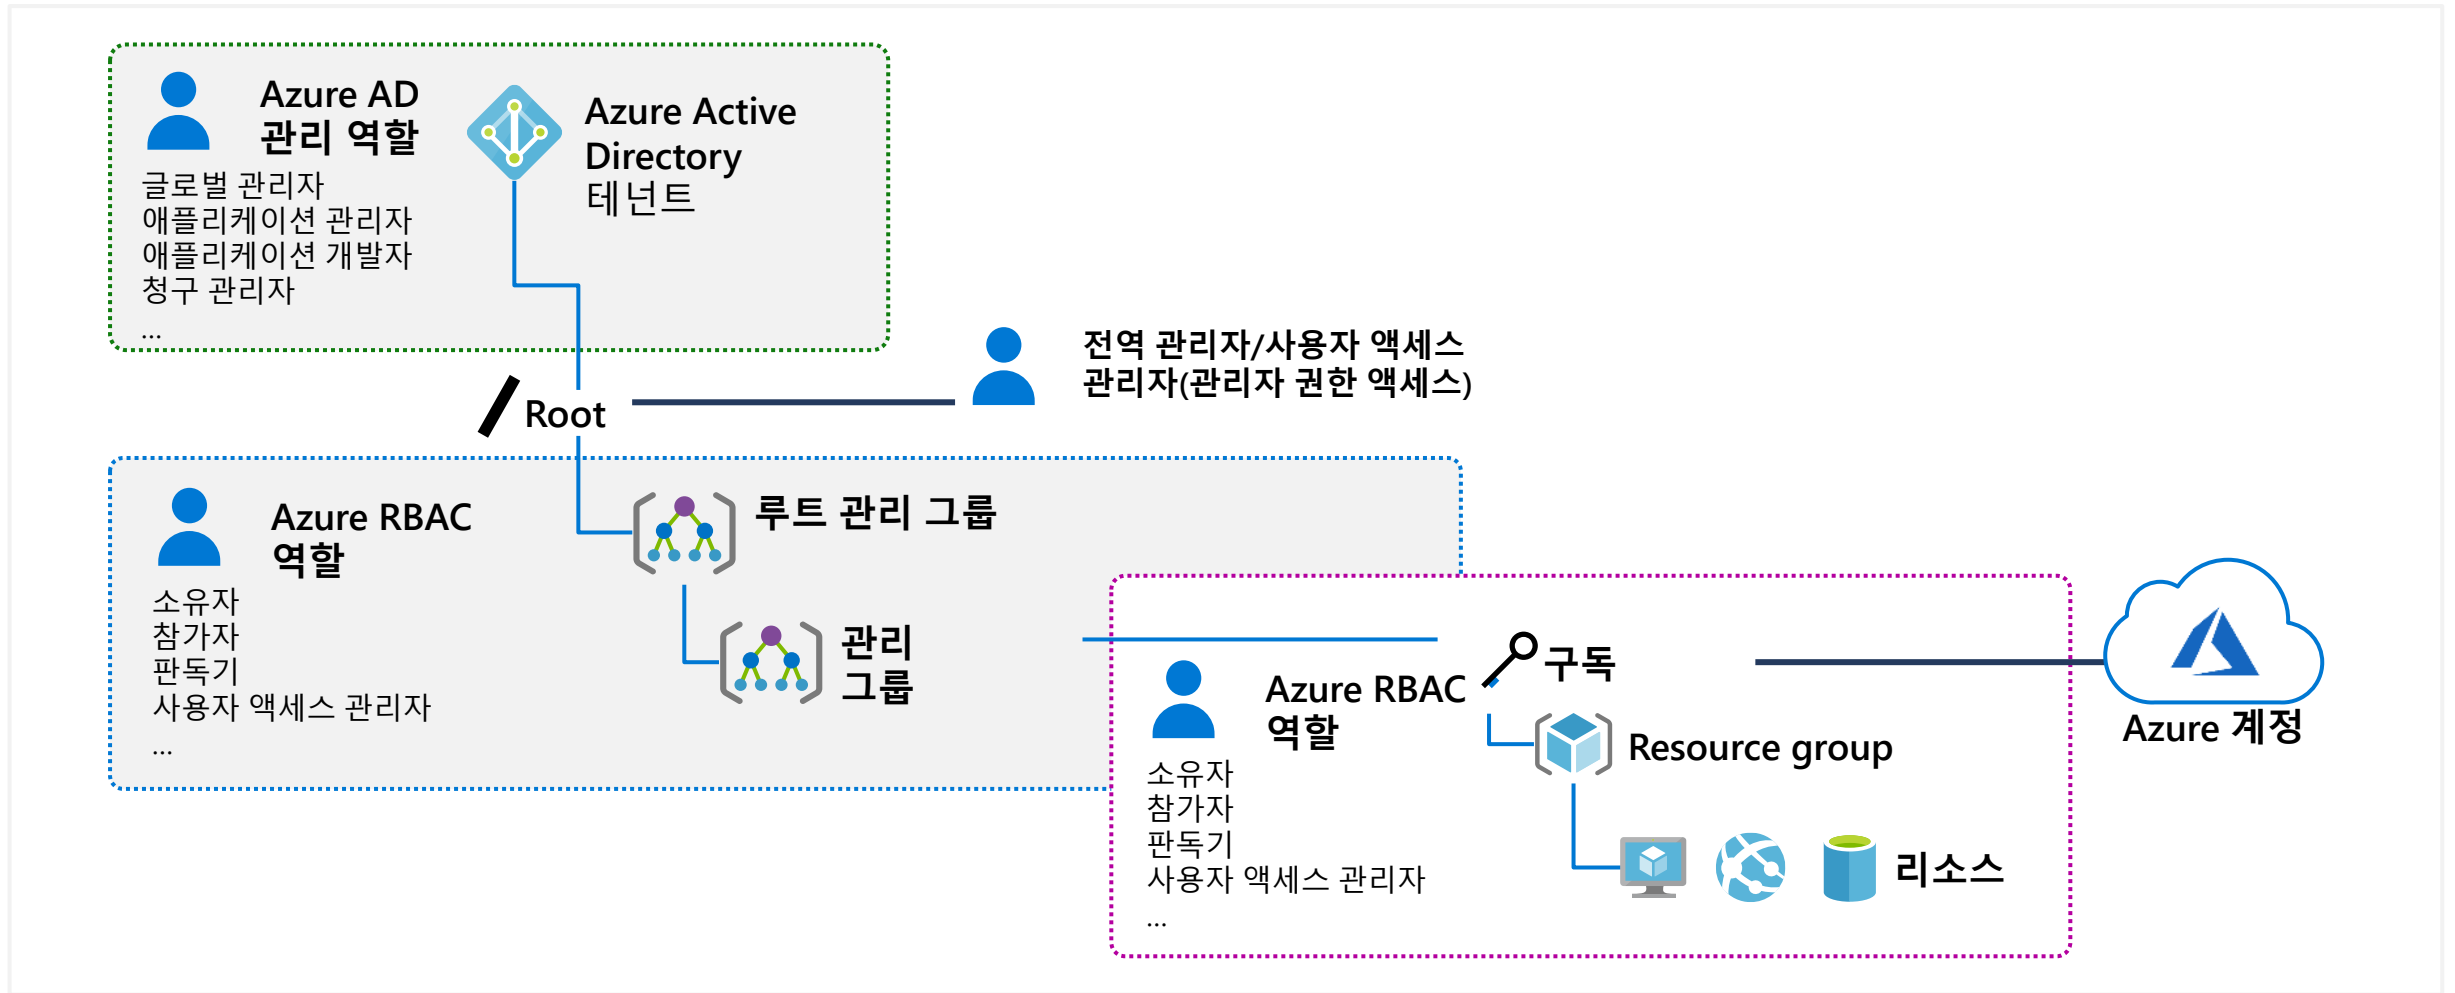 Azure AD
관리 역할
글로벌 관리자
애플리케이션 관리자
애플리케이션 개발자
청구 관리자
...
Azure Active
Directory
테넌트
Root
전역 관리자/사용자 액세스
관리자(관리자 권한 액세스)
Azure RBAC
역할
소유자
참가자
판독기
사용자 액세스 관리자
...
루트 관리 그룹
관리
그룹
Azure RBAC
역할
소유자
참가자
판독기
사용자 액세스 관리자
...
구독
Resource group
리소스
Azure 계정